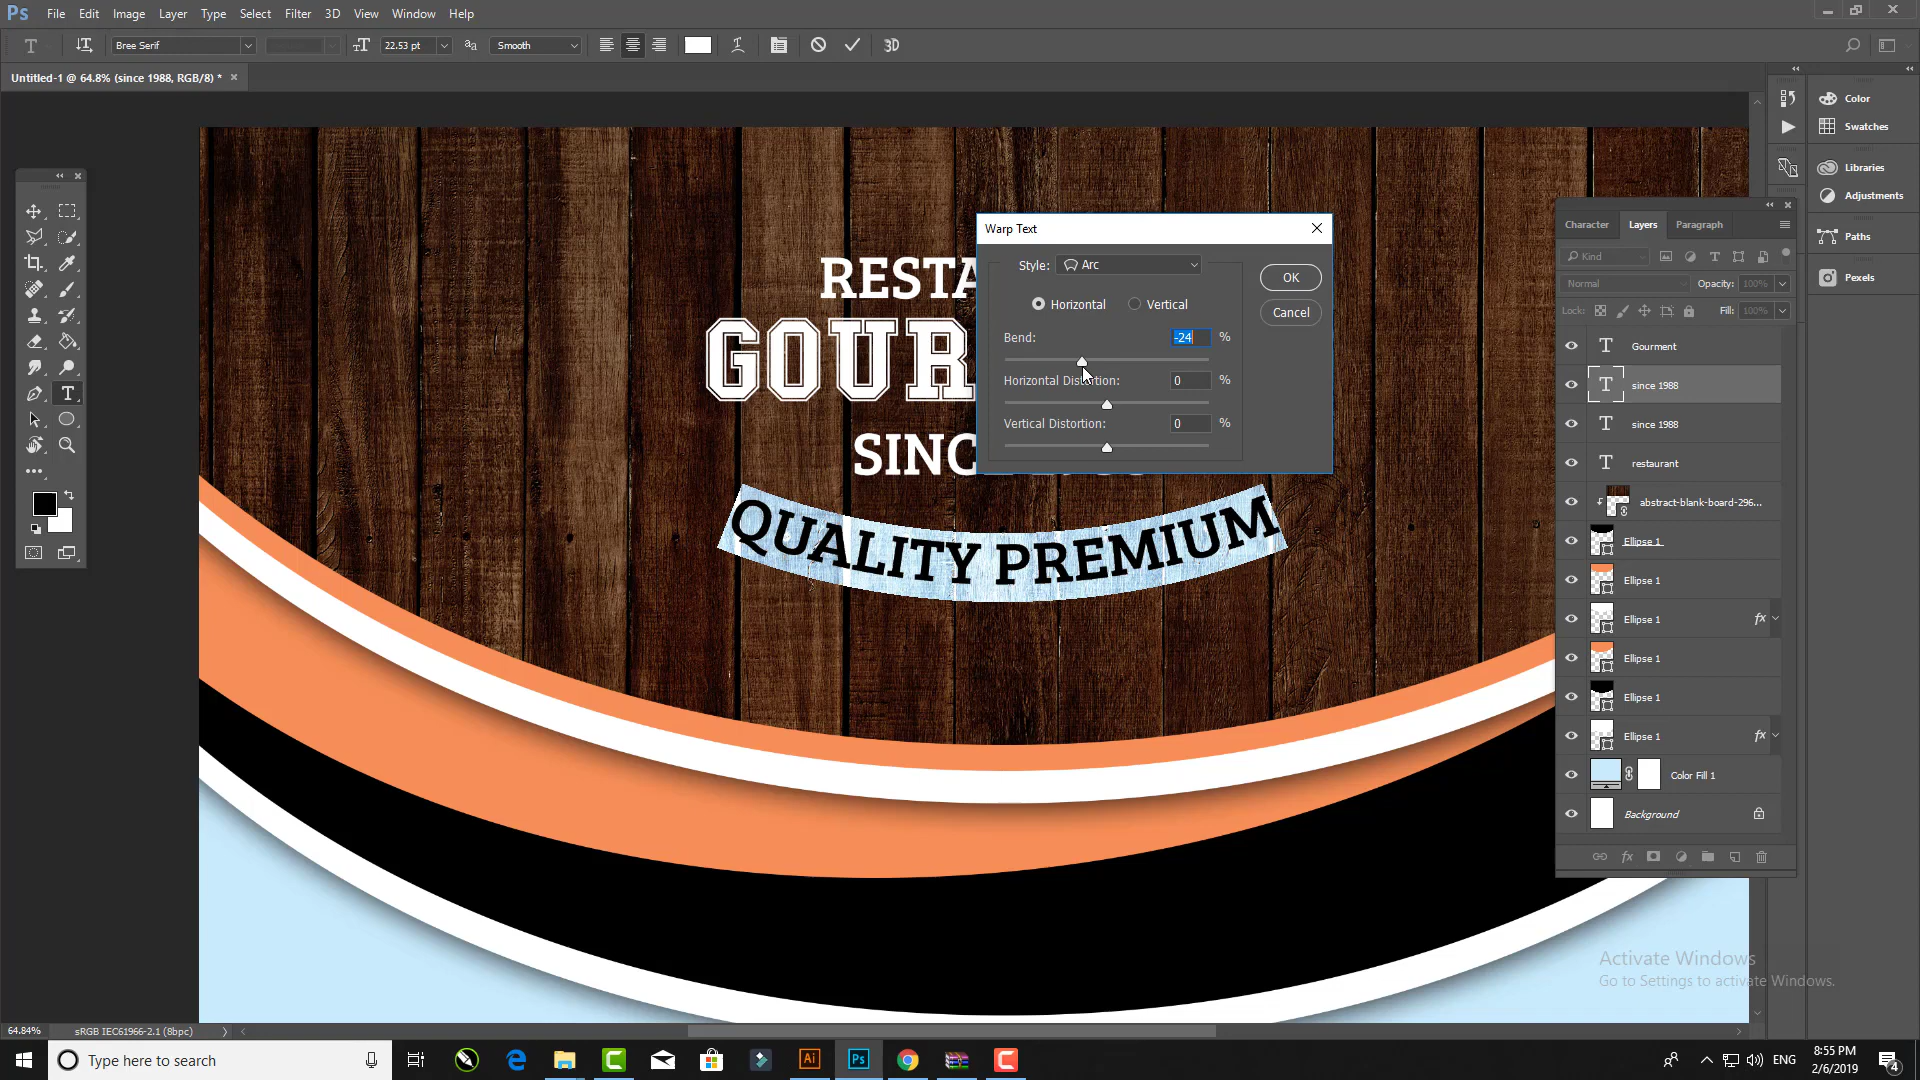 Ps File Edit Image Layer Type Select Filter 3D View Window Help
T Bree Serif 22.53 pt aa Smooth 3D
Untitled-1 @ 64.8% (since 1988, RGB/8) *
Color
Swatches
Libraries
Adjustments
Paths
Pexels
Character Layers Paragraph
Kind
Normal Opacity: 100%
Lock: Fill: 100%
Gourment
since 1988
since 1988
restaurant
abstract-blank-board-296...
Ellipse 1
Ellipse 1
Ellipse 1 fx
Ellipse 1
Ellipse 1
Ellipse 1 fx
Color Fill 1
Background
Warp Text
Style: Arc
OK
Horizontal Vertical
Cancel
Bend: -24 %
Horizontal Distortion: 0 %
Vertical Distortion: 0 %
RESTA
GOUR
SINC
QUALITY PREMIUM
Activate Windows
Go to Settings to activate Windows.
64.84% sRGB IEC61966-2.1 (8bpc)
Type here to search
Ai Ps
ENG
8:55 PM
2/6/2019
4